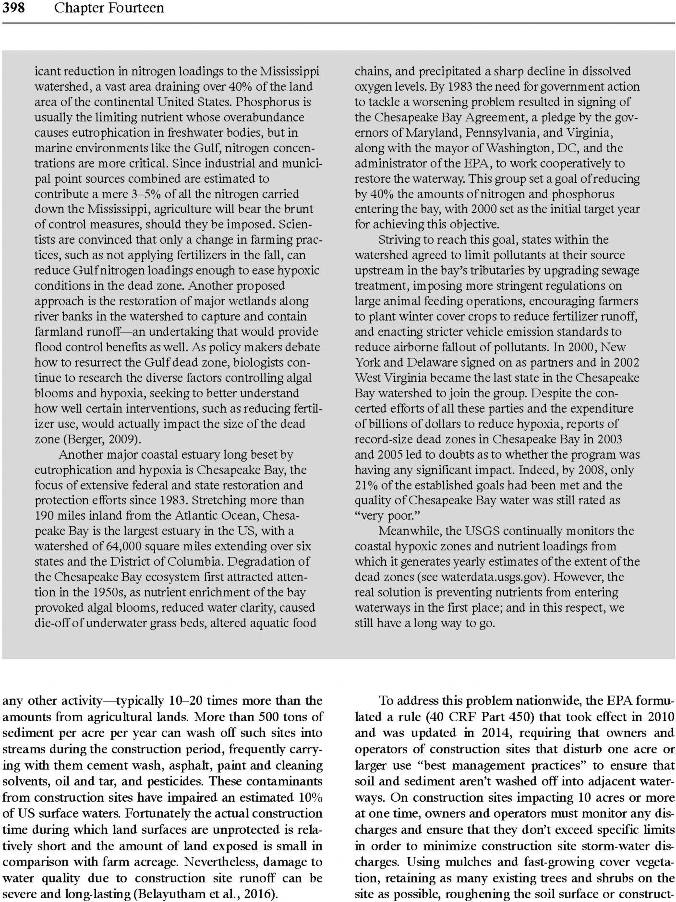 398 Chapter Fourteen
icant reduction in nitrogen loadings to the Mississippi
watershed, a vast area draining over 40% of the land
area of the continental United States. Phosphorus is
usually the limiting nutrient whose overabundance
causes eutrophication in freshwater bodies, but in
marine environments like the Gulf, nitrogen concen-
trations are more critical. Since industrial and munici-
pal point sources combined are estimated to
contribute a mere 3–5% of all the nitrogen carried
down the Mississippi, agriculture will bear the brunt
of control measures, should they be imposed. Scien-
tists are convinced that only a change in farming prac-
tices, such as not applying fertilizers in the fall, can
reduce Gulf nitrogen loadings enough to ease hypoxic
conditions in the dead zone. Another proposed
approach is the restoration of major wetlands along
river banks in the watershed to capture and contain
farmland runoff—an undertaking that would provide
flood control benefits as well. As policy makers debate
how to resurrect the Gulf dead zone, biologists con-
tinue to research the diverse factors controlling algal
blooms and hypoxia, seeking to better understand
how well certain interventions, such as reducing fertil-
izer use, would actually impact the size of the dead
zone (Berger, 2009).
Another major coastal estuary long beset by
eutrophication and hypoxia is Chesapeake Bay, the
focus of extensive federal and state restoration and
protection efforts since 1983. Stretching more than
190 miles inland from the Atlantic Ocean, Chesa-
peake Bay is the largest estuary in the US, with a
watershed of 64,000 square miles extending over six
states and the District of Columbia. Degradation of
the Chesapeake Bay ecosystem first attracted atten-
tion in the 1950s, as nutrient enrichment of the bay
provoked algal blooms, reduced water clarity, caused
die-off of underwater grass beds, altered aquatic food
chains, and precipitated a sharp decline in dissolved
oxygen levels. By 1983 the need for government action
to tackle a worsening problem resulted in signing of
the Chesapeake Bay Agreement, a pledge by the gov-
ernors of Maryland, Pennsylvania, and Virginia,
along with the mayor of Washington, DC, and the
administrator of the EPA, to work cooperatively to
restore the waterway. This group set a goal of reducing
by 40% the amounts of nitrogen and phosphorus
entering the bay, with 2000 set as the initial target year
for achieving this objective.
Striving to reach this goal, states within the
watershed agreed to limit pollutants at their source
upstream in the bay's tributaries by upgrading sewage
treatment, imposing more stringent regulations on
large animal feeding operations, encouraging farmers
to plant winter cover crops to reduce fertilizer runoff,
and enacting stricter vehicle emission standards to
reduce airborne fallout of pollutants. In 2000, New
York and Delaware signed on as partners and in 2002
West Virginia became the last state in the Chesapeake
Bay watershed to join the group. Despite the con-
certed efforts of all these parties and the expenditure
of billions of dollars to reduce hypoxia, reports of
record-size dead zones in Chesapeake Bay in 2003
and 2005 led to doubts as to whether the program was
having any significant impact. Indeed, by 2008, only
21% of the established goals had been met and the
quality of Chesapeake Bay water was still rated as
“very poor.”
Meanwhile, the USGS continually monitors the
coastal hypoxic zones and nutrient loadings from
which it generates yearly estimates of the extent of the
dead zones (see waterdata.usgs.gov). However, the
real solution is preventing nutrients from entering
waterways in the first place; and in this respect, we
still have a long way to go.
any other activity—typically 10–20 times more than the
amounts from agricultural lands. More than 500 tons of
sediment per acre per year can wash off such sites into
streams during the construction period, frequently carry-
ing with them cement wash, asphalt, paint and cleaning
solvents, oil and tar, and pesticides. These contaminants
from construction sites have impaired an estimated 10%
of US surface waters. Fortunately the actual construction
time during which land surfaces are unprotected is rela-
tively short and the amount of land exposed is small in
comparison with farm acreage. Nevertheless, damage to
water quality due to construction site runoff can be
severe and long-lasting (Belayutham et al., 2016).
To address this problem nationwide, the EPA formu-
lated a rule (40 CRF Part 450) that took effect in 2010
and was updated in 2014, requiring that owners and
operators of construction sites that disturb one acre or
larger use “best management practices” to ensure that
soil and sediment aren't washed off into adjacent water-
ways. On construction sites impacting 10 acres or more
at one time, owners and operators must monitor any dis-
charges and ensure that they don't exceed specific limits
in order to minimize construction site storm-water dis-
charges. Using mulches and fast-growing cover vegeta-
tion, retaining as many existing trees and shrubs on the
site as possible, roughening the soil surface or construct-